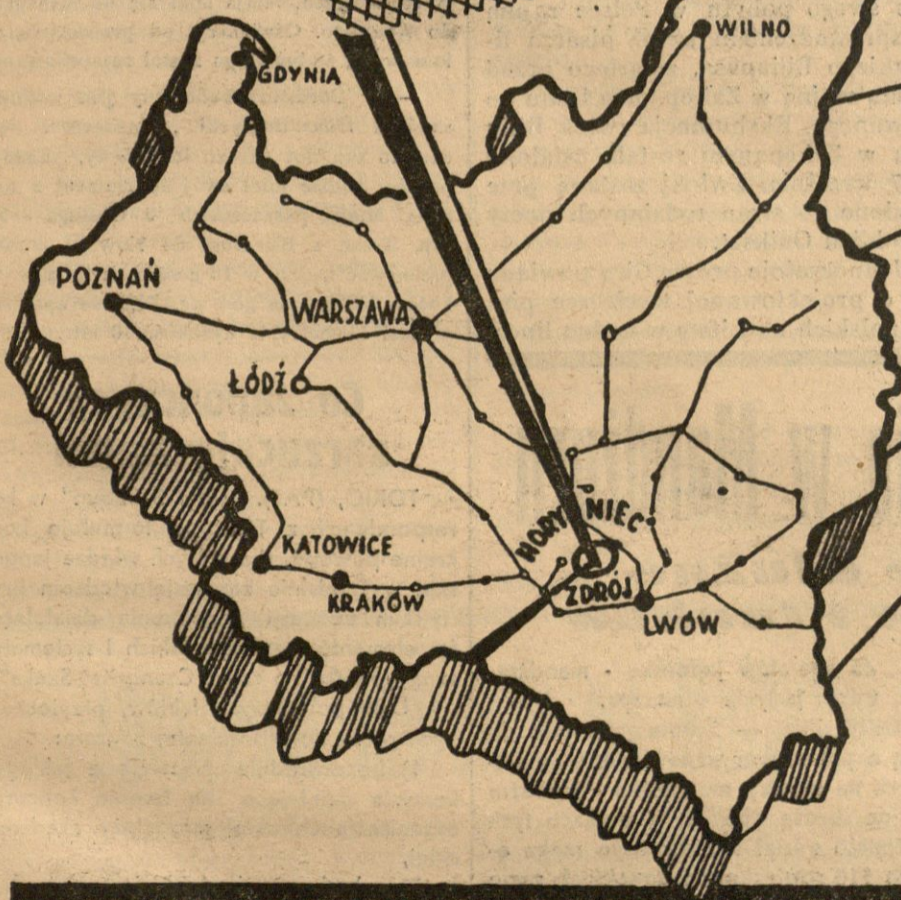 WILNO
GDYNIA
POZNAŃ
WARSZAWA
ŁÓDŹ
HORYNIEC
ZDRÓJ
KATOWICE
KRAKÓW
LWÓW